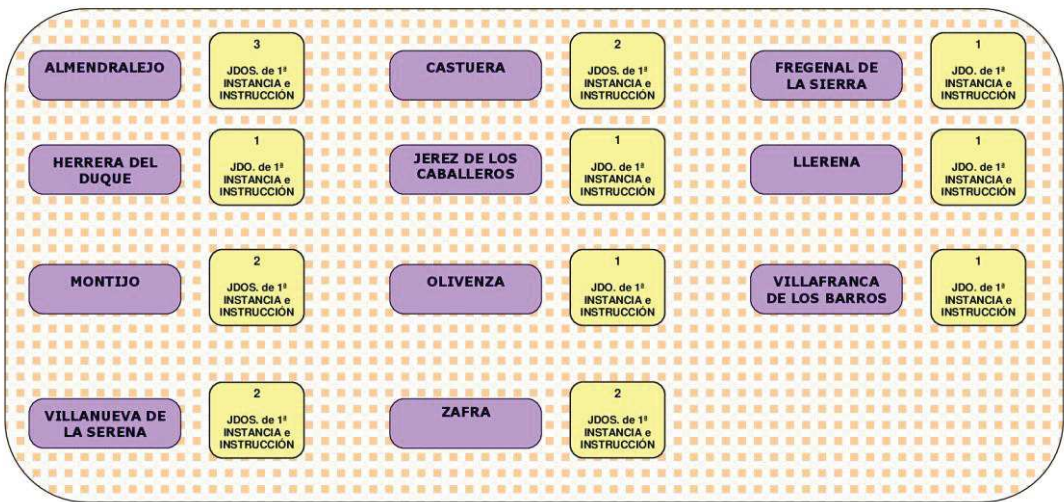 ALMENDRALEJO
3
JDOS. de 1ª
INSTANCIA e
INSTRUCCIÓN
CASTUERA
2
JDOS. de 1ª
INSTANCIA e
INSTRUCCIÓN
FREGENAL DE
LA SIERRA
1
JDO. de 1ª
INSTANCIA e
INSTRUCCIÓN
HERRERA DEL
DUQUE
1
JDO. de 1ª
INSTANCIA e
INSTRUCCIÓN
JEREZ DE LOS
CABALLEROS
1
JDO. de 1ª
INSTANCIA e
INSTRUCCIÓN
LLERENA
1
JDO. de 1ª
INSTANCIA e
INSTRUCCIÓN
MONTIJO
2
JDOS. de 1ª
INSTANCIA e
INSTRUCCIÓN
OLIVENZA
1
JDO. de 1ª
INSTANCIA e
INSTRUCCIÓN
VILLAFRANCA
DE LOS BARROS
1
JDO. de 1ª
INSTANCIA e
INSTRUCCIÓN
VILLANUEVA DE
LA SERENA
2
JDOS. de 1ª
INSTANCIA e
INSTRUCCIÓN
ZAFRA
2
JDOS. de 1ª
INSTANCIA e
INSTRUCCIÓN